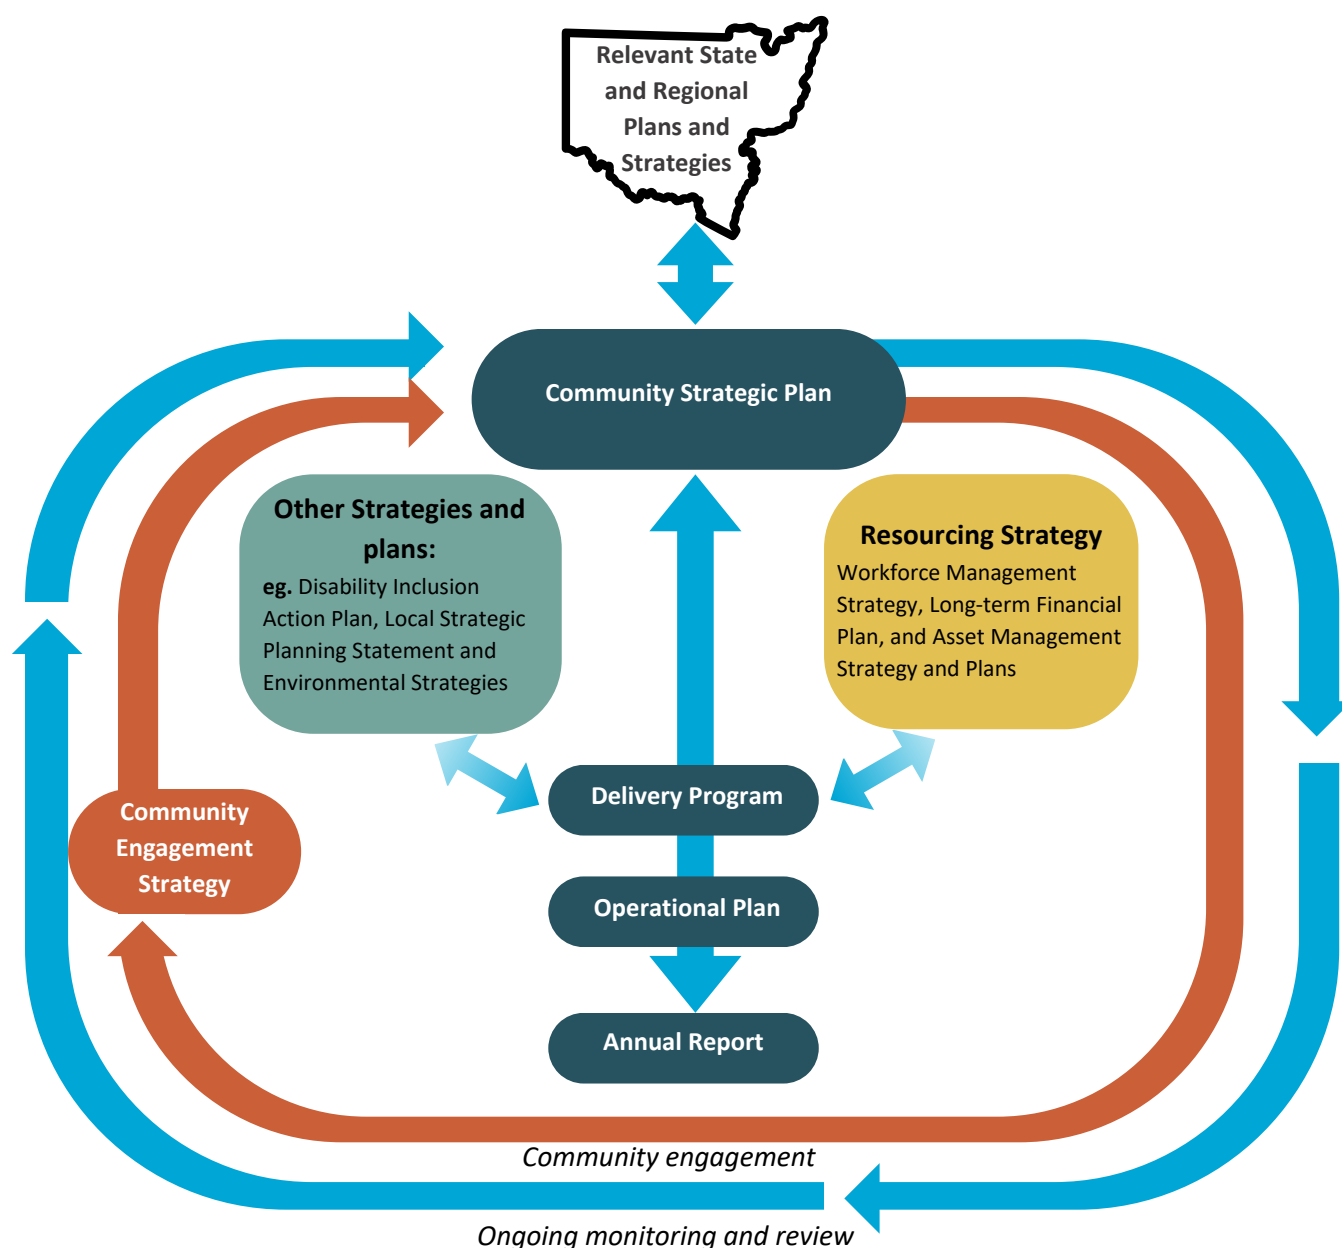 Relevant State
and Regional
Plans and
Strategies
Community Strategic Plan
Other Strategies and
plans:
eg. Disability Inclusion
Action Plan, Local Strategic
Planning Statement and
Environmental Strategies
Resourcing Strategy
Workforce Management
Strategy, Long-term Financial
Plan, and Asset Management
Strategy and Plans
Delivery Program
Community
Engagement
Strategy
Operational Plan
Annual Report
Community engagement
Ongoing monitoring and review